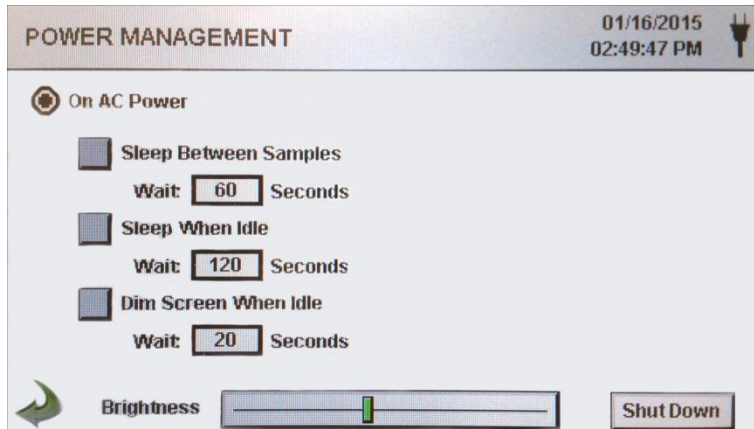 POWER MANAGEMENT
01/16/2015
02:49:47 PM
On AC Power
Sleep Between Samples
Wait: 60 Seconds
Sleep When Idle
Wait: 120 Seconds
Dim Screen When Idle
Wait: 20 Seconds
Brightness
Shut Down